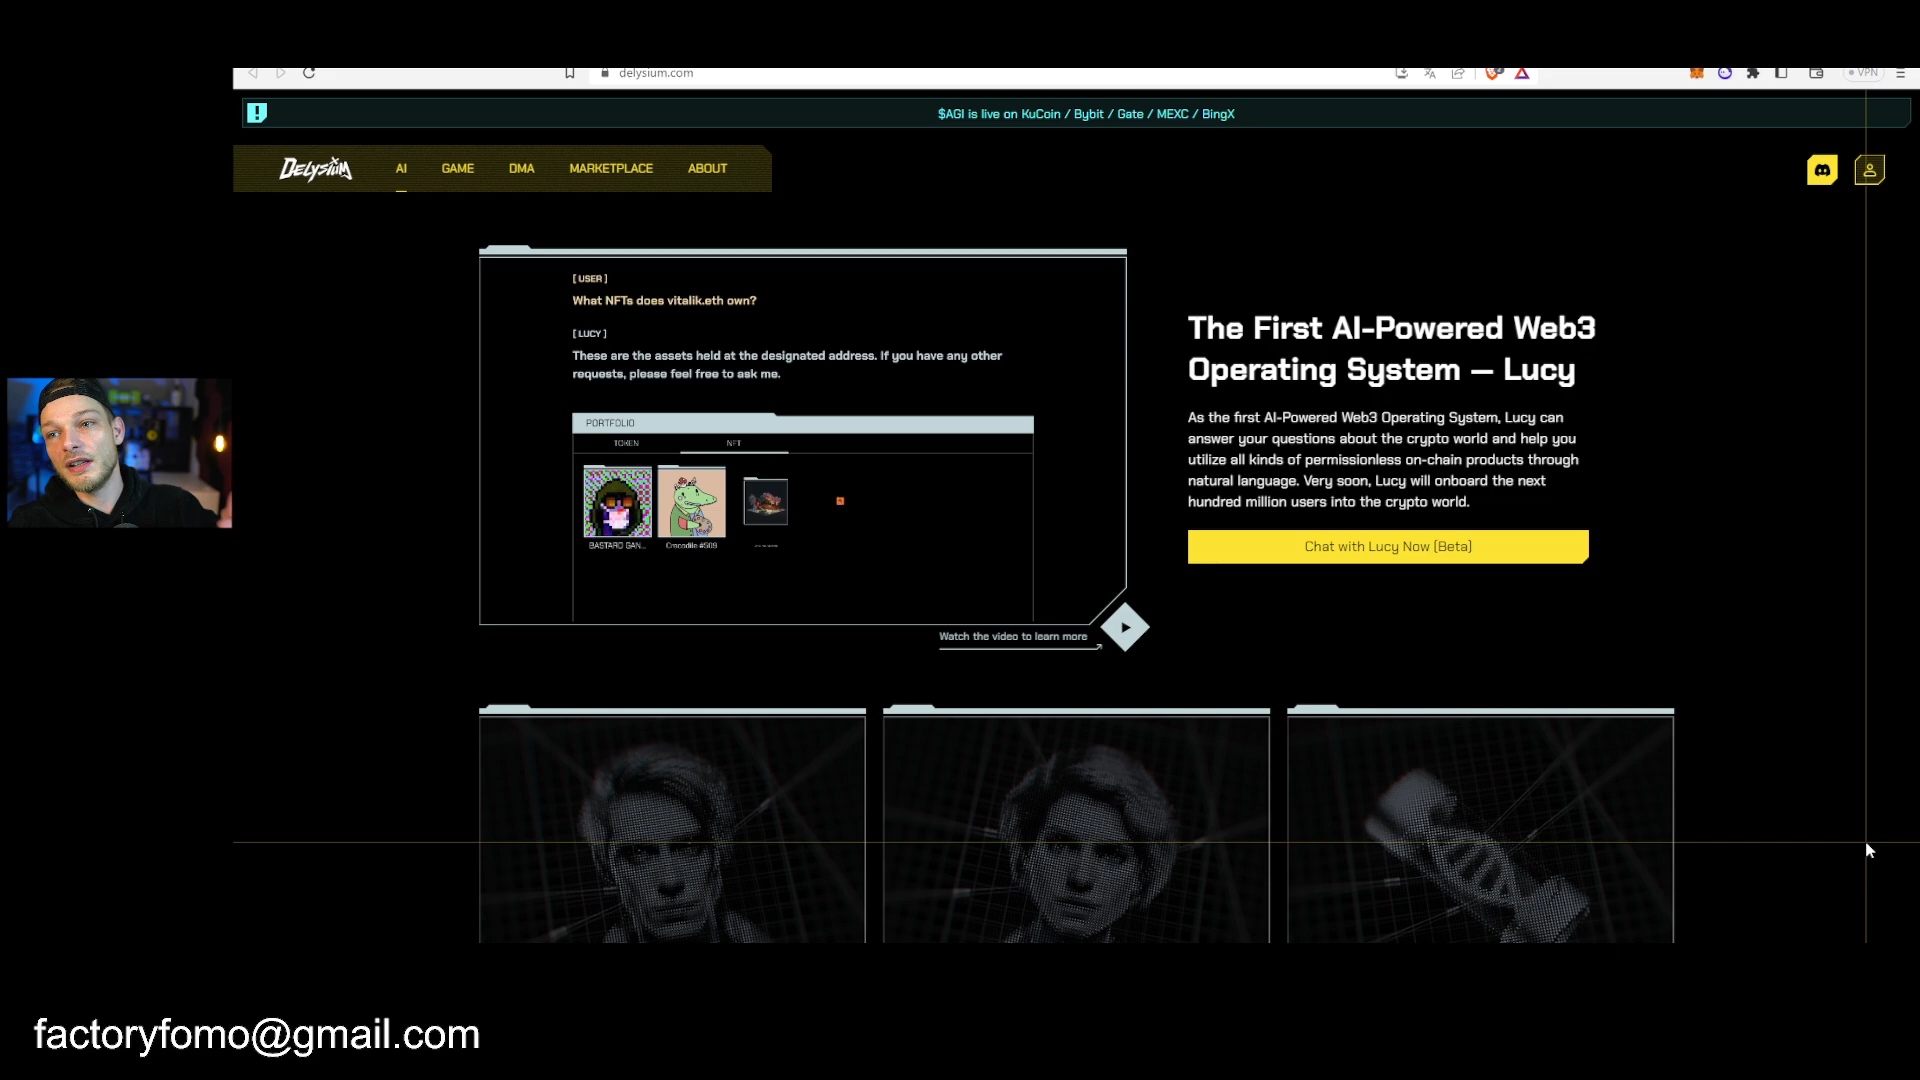 delysium.com
VPN
$AGI is live on KuCoin / Bybit / Gate / MEXC / BingX
DELYSIUM
AI
GAME
DMA
MARKETPLACE
ABOUT
[ USER ]
What NFTs does vitalik.eth own?
[ LUCY ]
These are the assets held at the designated address. If you have any other
requests, please feel free to ask me.
PORTFOLIO
TOKEN
NFT
BASTARD GAN...
Crocodile #509
Watch the video to learn more
The First AI-Powered Web3
Operating System — Lucy
As the first AI-Powered Web3 Operating System, Lucy can
answer your questions about the crypto world and help you
utilize all kinds of permissionless on-chain products through
natural language. Very soon, Lucy will onboard the next
hundred million users into the crypto world.
Chat with Lucy Now [Beta]
factoryfomo@gmail.com